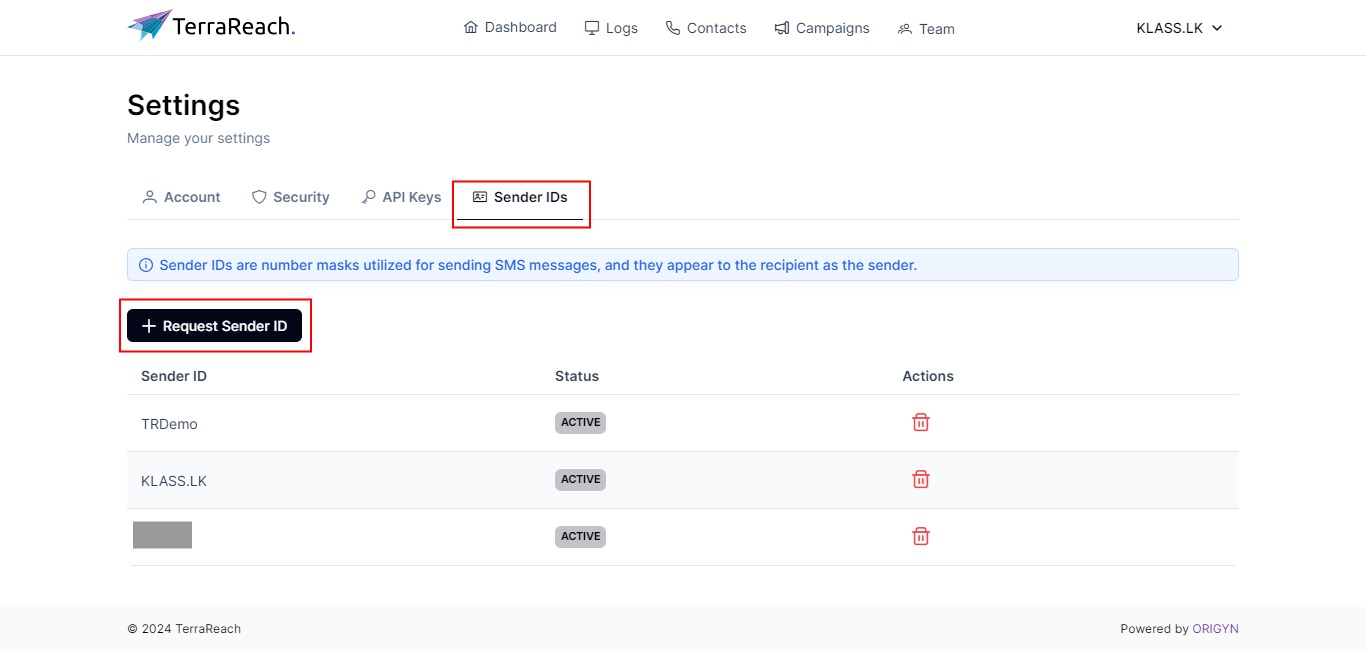 TerraReach.
Dashboard Logs Contacts Campaigns Team
KLASS.LK
Settings
Manage your settings
Account Security API Keys Sender IDs
Sender IDs are number masks utilized for sending SMS messages, and they appear to the recipient as the sender.
Request Sender ID
Sender ID Status Actions
TRDemo ACTIVE
KLASS.LK ACTIVE
ACTIVE
© 2024 TerraReach
Powered by ORIGYN